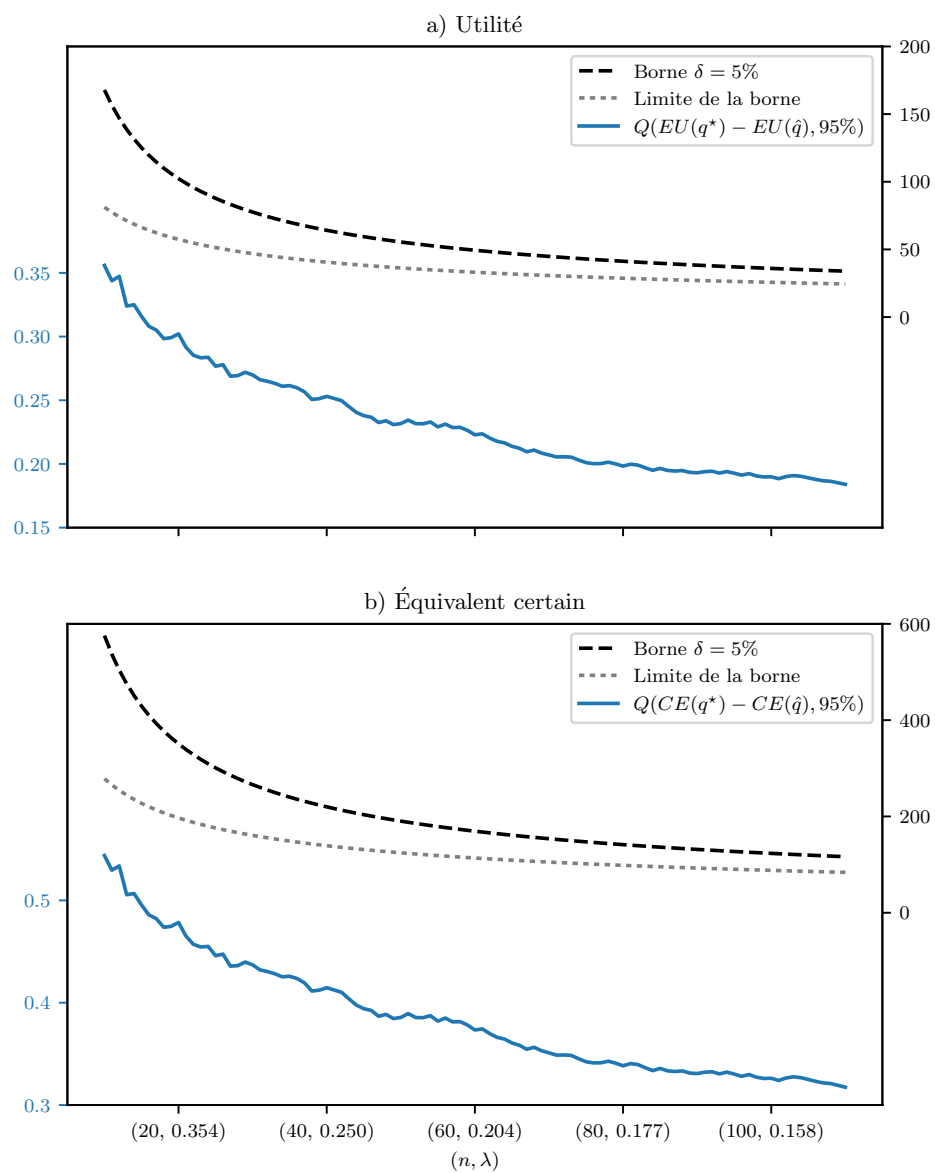 a) Utilité
200
Borne δ = 5%
Limite de la borne
Q(EU(q⋆) − EU(q̂), 95%)
150
100
50
0
0.35
0.30
0.25
0.20
0.15
b) Équivalent certain
600
Borne δ = 5%
Limite de la borne
Q(CE(q⋆) − CE(q̂), 95%)
400
200
0
0.5
0.4
0.3
(20, 0.354) (40, 0.250) (60, 0.204) (80, 0.177) (100, 0.158)
(n, λ)